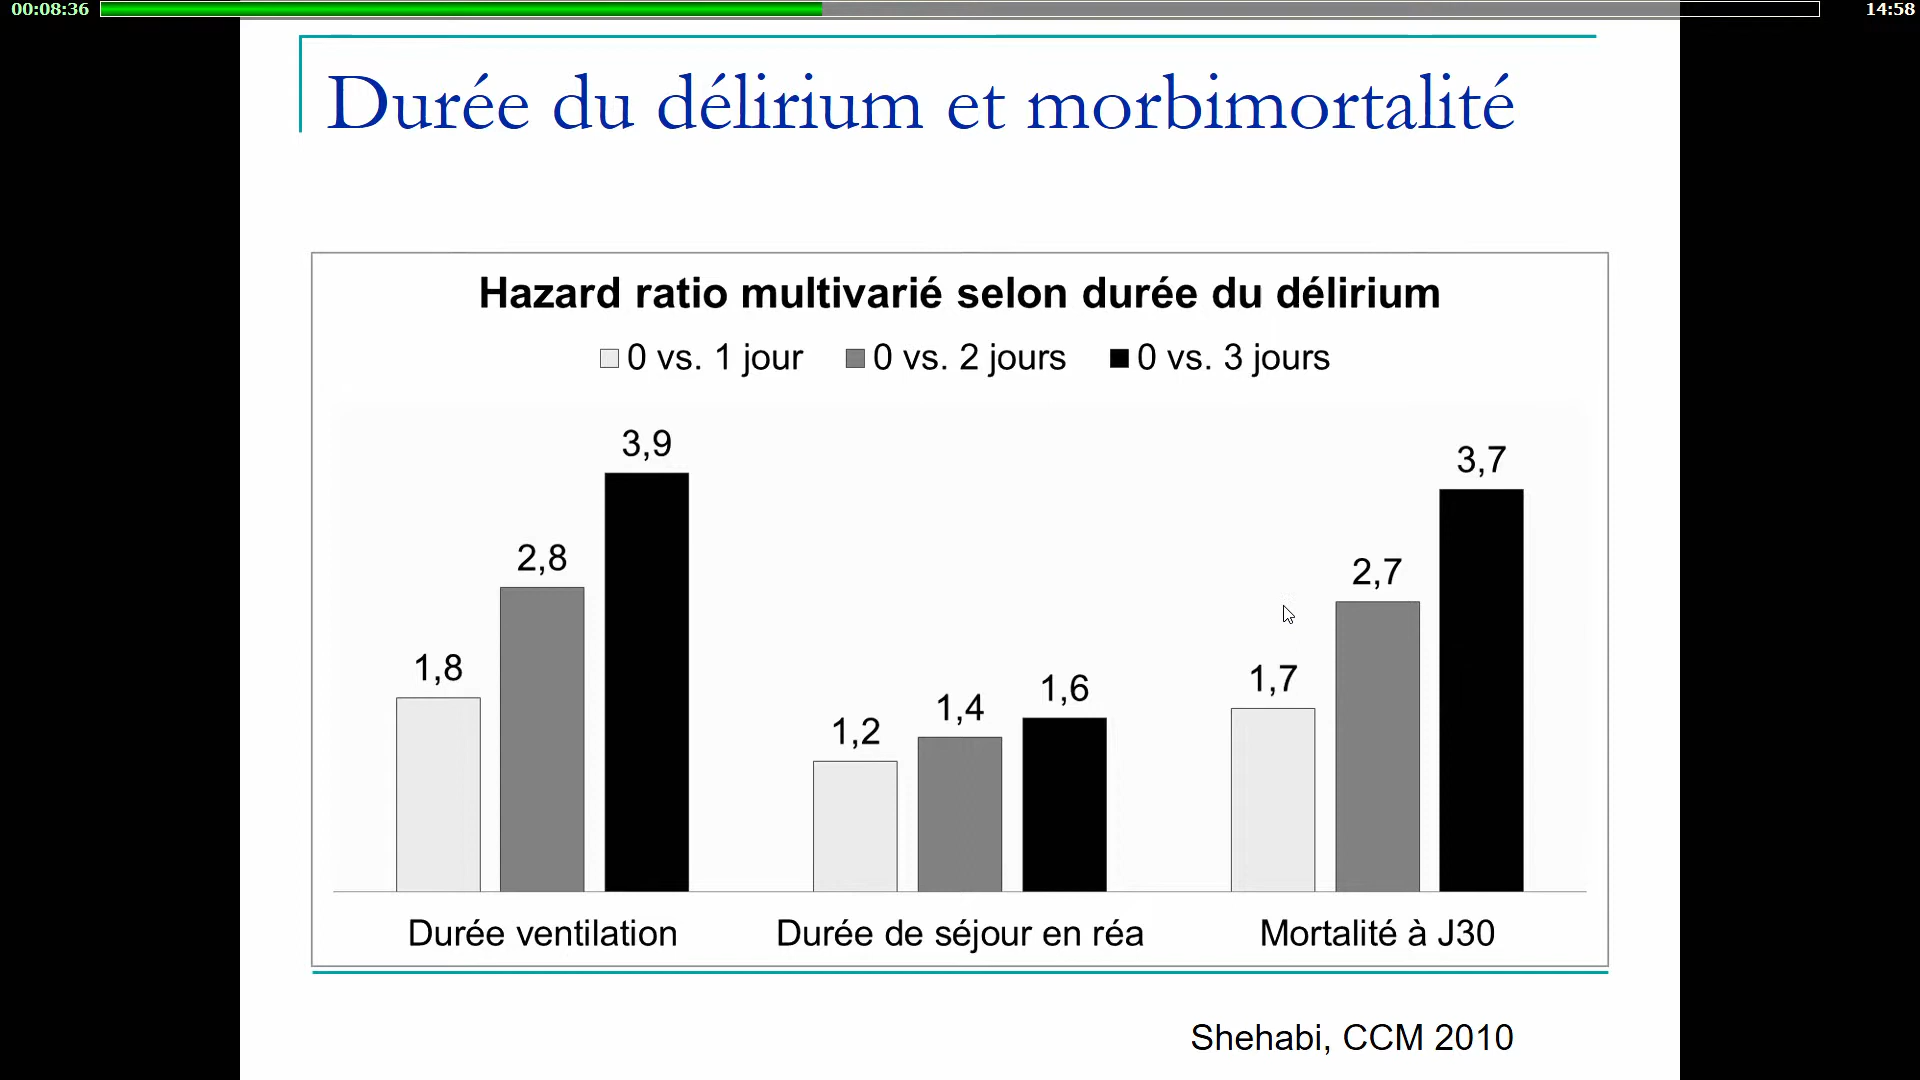 00:08:36 14:58
Durée du délirium et morbimortalité
Hazard ratio multivarié selon durée du délirium
0 vs. 1 jour 0 vs. 2 jours 0 vs. 3 jours
1,8 2,8 3,9 1,2 1,4 1,6 1,7 2,7 3,7
Durée ventilation Durée de séjour en réa Mortalité à J30
Shehabi, CCM 2010